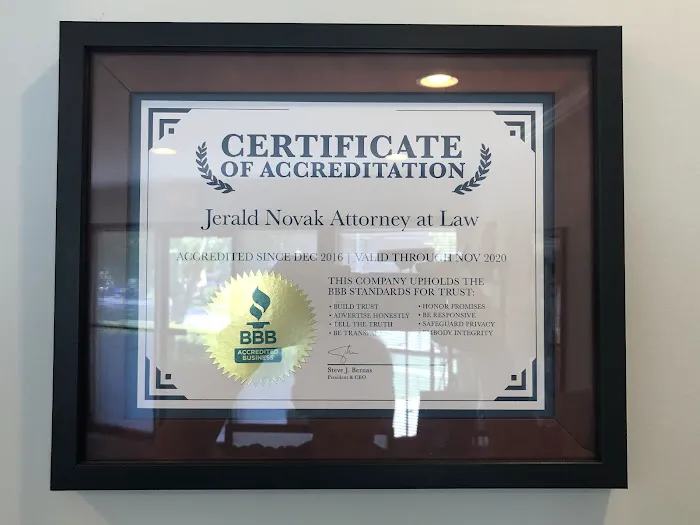 CERTIFICATE
OF ACCREDITATION
Jerald Novak Attorney at Law
ACCREDITED SINCE DEC 2016 | VALID THROUGH NOV 2020
THIS COMPANY UPHOLDS THE
BBB STANDARDS FOR TRUST:
• BUILD TRUST
• ADVERTISE HONESTLY
• TELL THE TRUTH
• BE
• HONOR PROMISES
• BE RESPONSIVE
• SAFEGUARD PRIVACY
INTEGRITY
BBB
ACCREDITED
BUSINESS
Steve J. Bernas
President & CEO